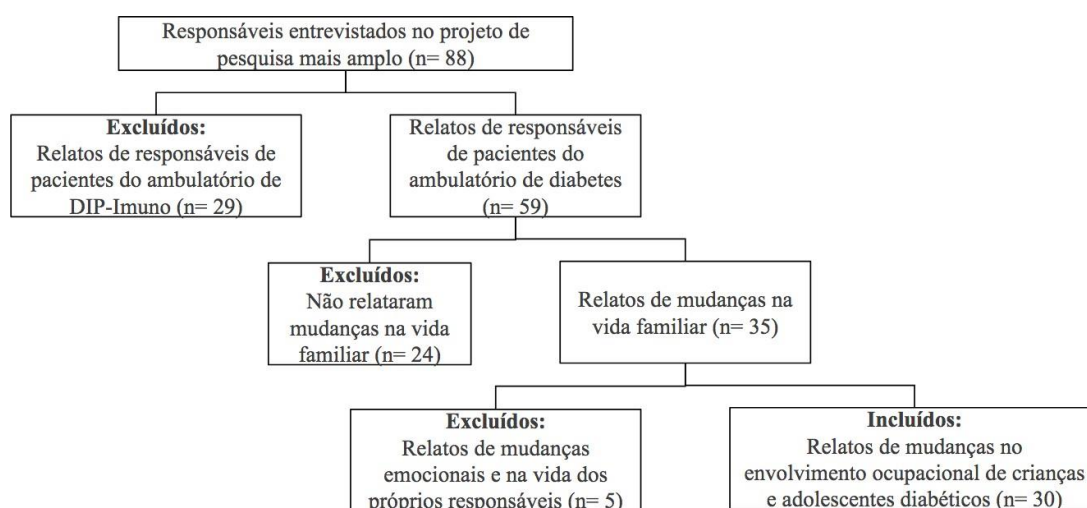 Responsáveis entrevistados no projeto de
pesquisa mais amplo (n= 88)
Excluídos:
Relatos de responsáveis de
pacientes do ambulatório de
DIP-Imuno (n= 29)
Relatos de responsáveis
de pacientes do
ambulatório de diabetes
(n= 59)
Excluídos:
Não relataram
mudanças na vida
familiar (n= 24)
Relatos de mudanças na
vida familiar (n= 35)
Excluídos:
Relatos de mudanças
emocionais e na vida dos
próprios responsáveis (n= 5)
Incluídos:
Relatos de mudanças no
envolvimento ocupacional de crianças
e adolescentes diabéticos (n= 30)